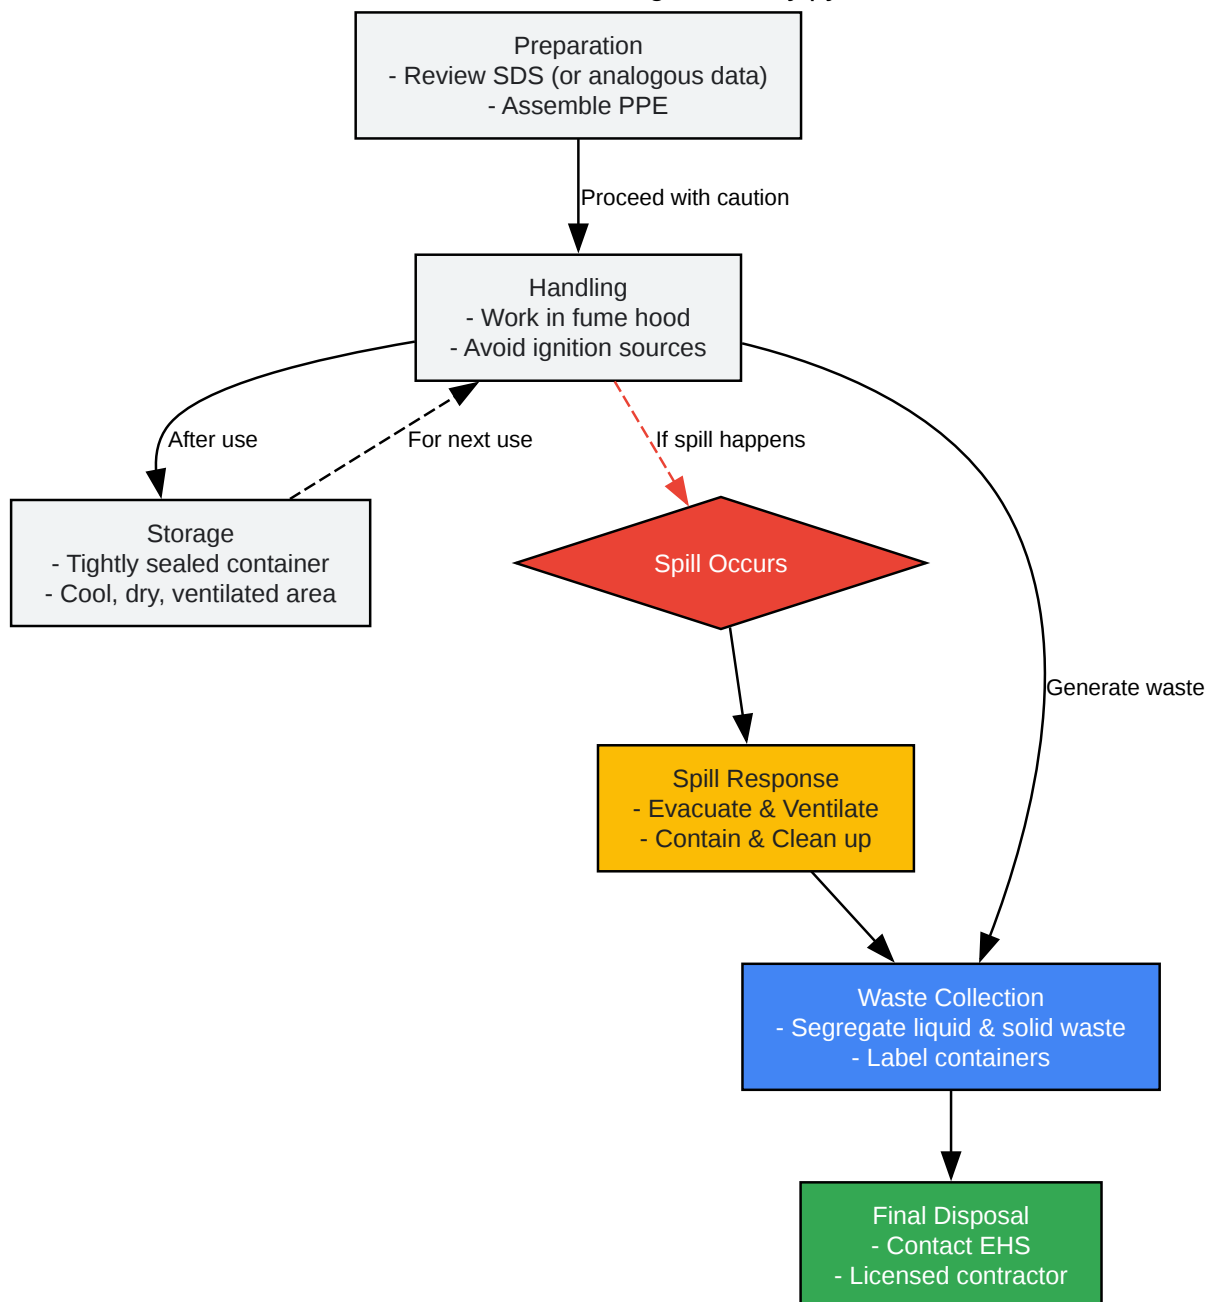 Preparation
- Review SDS (or analogous data)
- Assemble PPE
Proceed with caution
Handling
- Work in fume hood
- Avoid ignition sources
After use
For next use
If spill happens
Storage
- Tightly sealed container
- Cool, dry, ventilated area
Spill Occurs
Generate waste
Spill Response
- Evacuate & Ventilate
- Contain & Clean up
Waste Collection
- Segregate liquid & solid waste
- Label containers
Final Disposal
- Contact EHS
- Licensed contractor